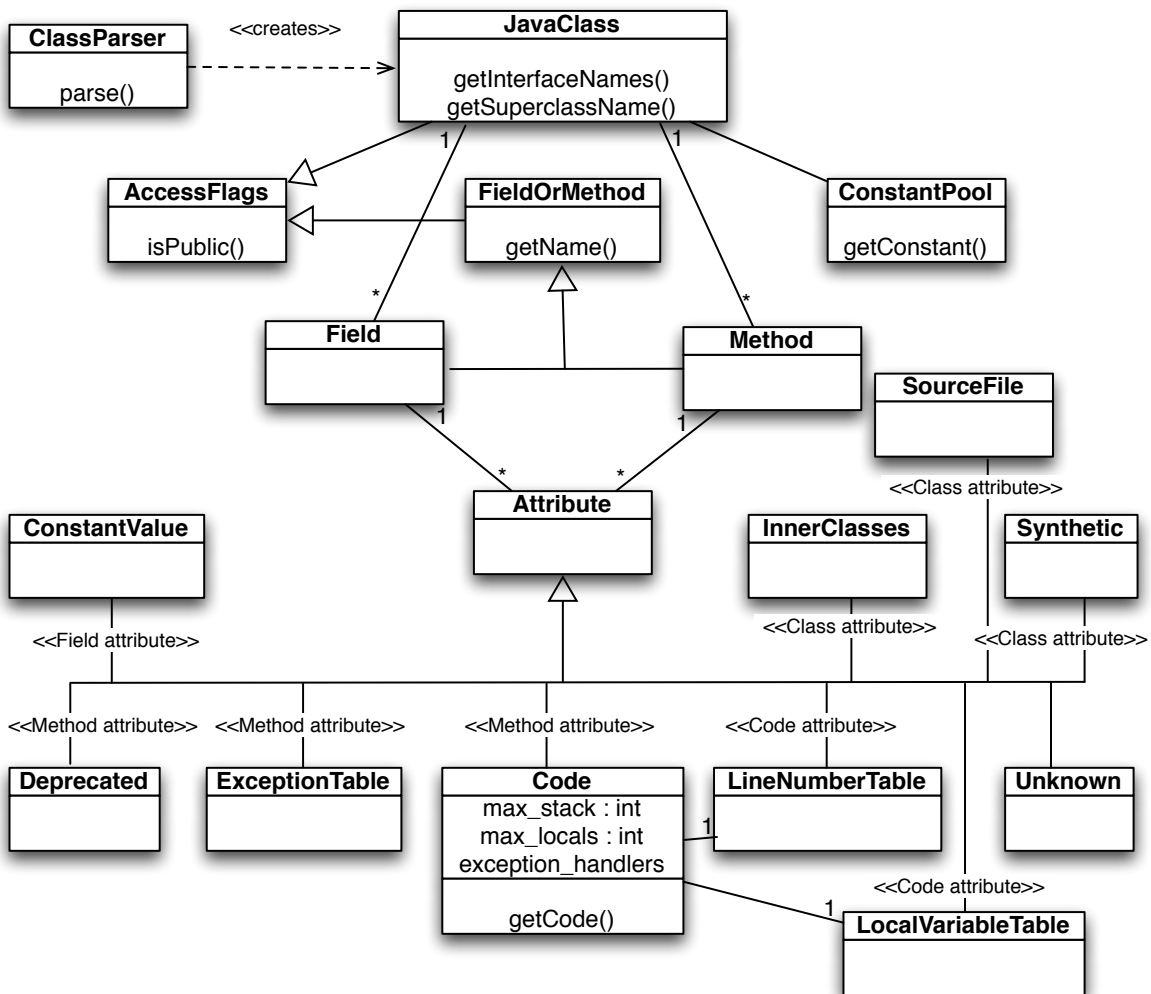 <<creates>>
ClassParser
parse()
JavaClass
getInterfaceNames()
getSuperclassName()
1
1
AccessFlags
isPublic()
FieldOrMethod
getName()
ConstantPool
getConstant()
*
*
Field
Method
SourceFile
1
1
*
*
<<Class attribute>>
Attribute
ConstantValue
InnerClasses
Synthetic
<<Field attribute>>
<<Class attribute>>
<<Class attribute>>
<<Method attribute>>
<<Method attribute>>
<<Method attribute>>
<<Code attribute>>
Deprecated
ExceptionTable
Code
max_stack : int
max_locals : int
exception_handlers
getCode()
LineNumberTable
Unknown
1
<<Code attribute>>
1
LocalVariableTable